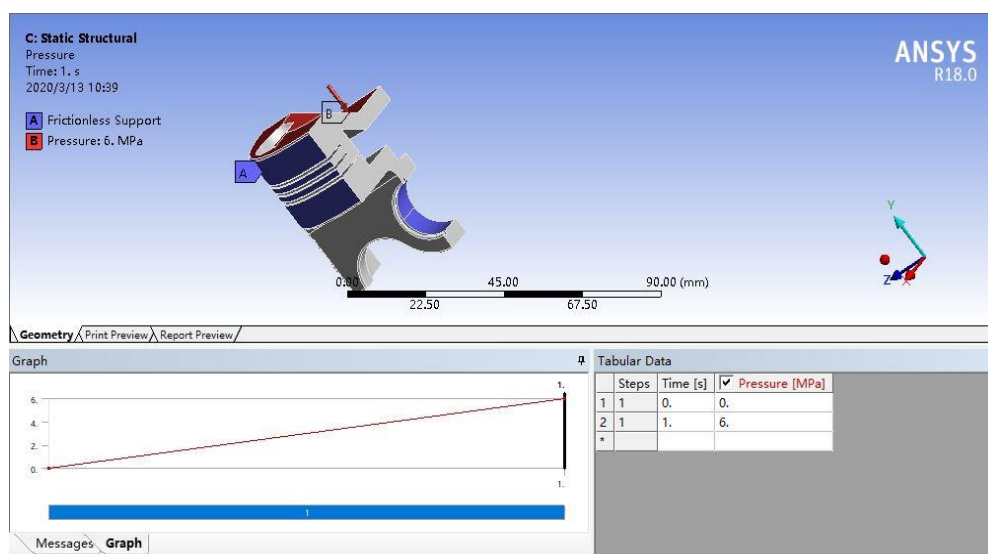 C: Static Structural
Pressure
Time: 1. s
2020/3/13 10:39
A Frictionless Support
B Pressure: 6. MPa
ANSYS
R18.0
B
A
Y
Z X
0.00 45.00 90.00 (mm)
22.50 67.50
Geometry Print Preview Report Preview
Graph
1.
6.
4.
2.
0.
1.
1
Messages Graph
Tabular Data
Steps Time [s] Pressure [MPa]
1 1 0. 0.
2 1 1. 6.
*